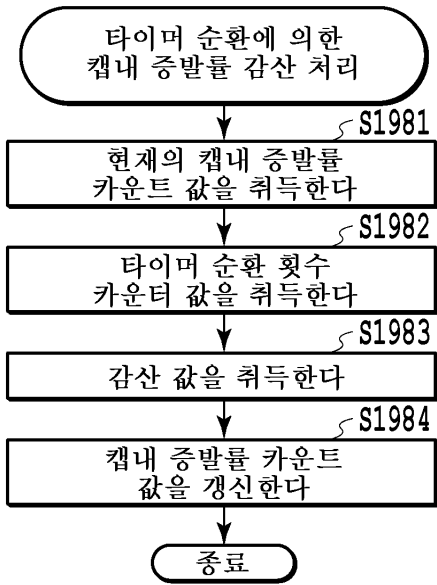 타이머 순환에 의한
캡내 증발률 감산 처리
S1981
현재의 캡내 증발률
카운트 값을 취득한다
S1982
타이머 순환 횟수
카운터 값을 취득한다
S1983
감산 값을 취득한다
S1984
캡내 증발률 카운트
값을 갱신한다
종료